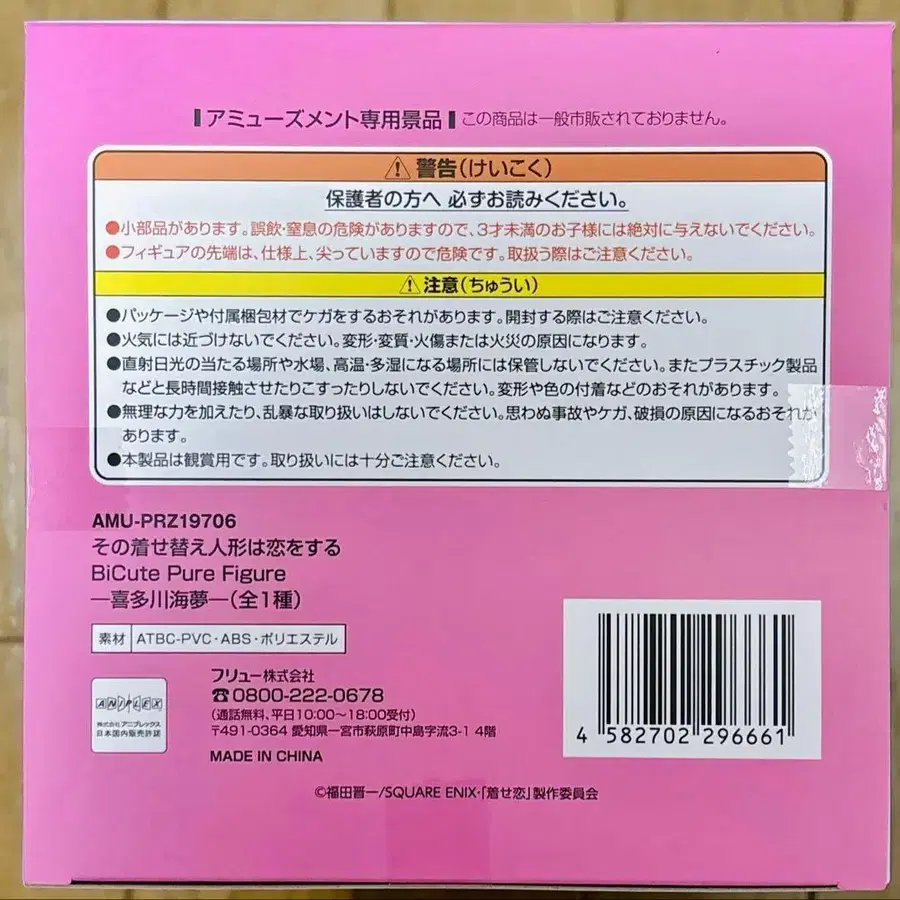 アミューズメント専用景品 この商品は一般市販されておりません。
⚠警告(けいこく)
保護者の方へ 必ずお読みください。
●小部品があります。誤飲・窒息の危険がありますので、3才未満のお子様には絶対に与えないでください。
●フィギュアの先端は、仕様上、尖っていますので危険です。取扱う際はご注意ください。
⚠注意(ちゅうい)
●パッケージや付属梱包材でケガをするおそれがあります。開封する際はご注意ください。
●火気には近づけないでください。変形・変質・火傷または火災の原因になります。
●直射日光の当たる場所や水場、高温・多湿になる場所には保管しないでください。またプラスチック製品
などと長時間接触させたりこすったりしないでください。変形や色の付着などのおそれがあります。
●無理な力を加えたり、乱暴な取り扱いはしないでください。思わぬ事故やケガ、破損の原因になるおそれが
あります。
●本製品は観賞用です。取り扱いには十分ご注意ください。
AMU-PRZ19706
その着せ替え人形は恋をする
BiCute Pure Figure
―喜多川海夢―(全1種)
素材 ATBC-PVC・ABS・ポリエステル
ANIPLEX
株式会社アニプレックス
日本国内販売許諾
フリュー株式会社
☎0800-222-0678
(通話無料、平日10:00～18:00受付)
〒491-0364 愛知県一宮市萩原町中島字流3-1 4階
MADE IN CHINA
4 582702 296661
©福田晋一/SQUARE ENIX・「着せ恋」製作委員会